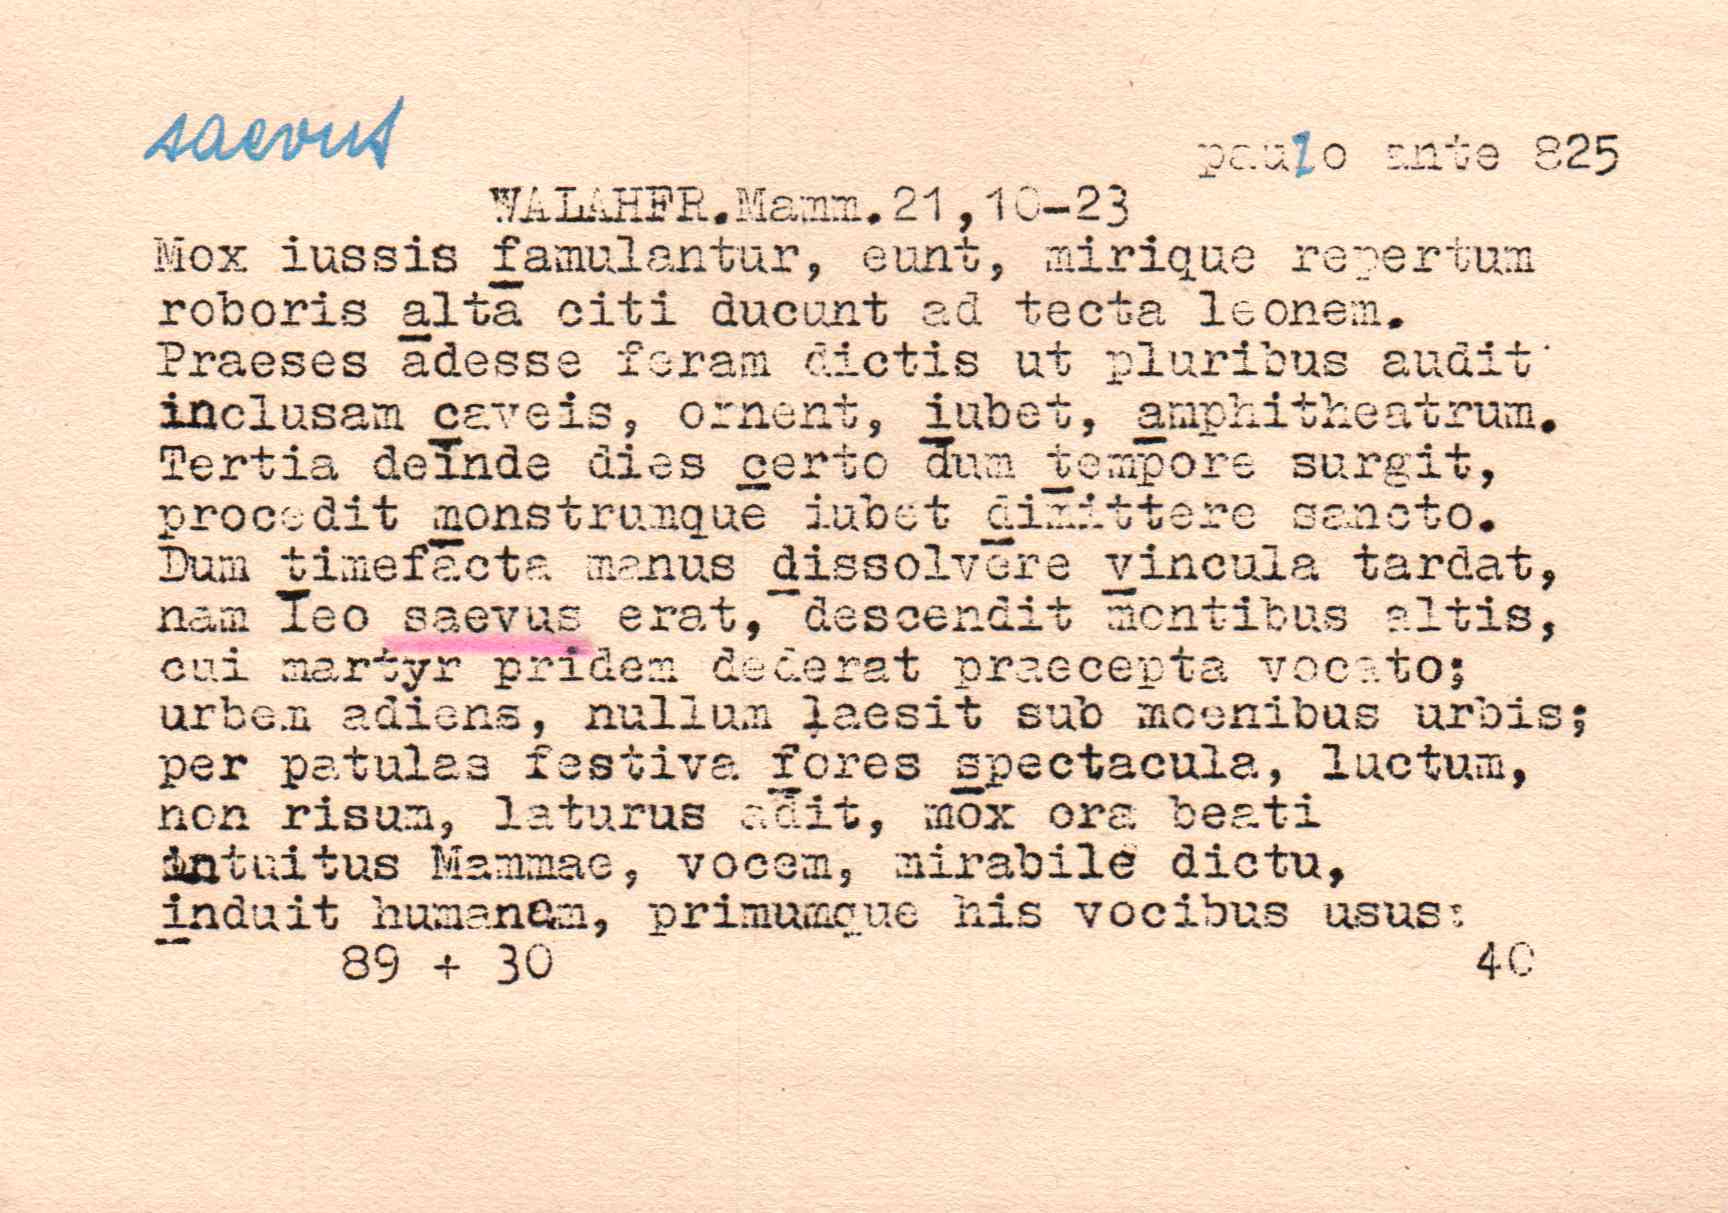 saevus
paulo ante 825
WALAHFR.Mamm.21,10-23
Mox iussis famulantur, eunt, mirique repertum
roboris alta citi ducunt ad tecta leonem.
Praeses adesse feram dictis ut pluribus audit
inclusam caveis, ornent, iubet, amphitheatrum.
Tertia deinde dies certo dum tempore surgit,
procedit monstrumque iubet dimittere sancto.
Dum timefacta manus dissolvere vincula tardat,
nam leo saevus erat, descendit montibus altis,
cui martyr pridem dederat praecepta vocato;
urbem adiens, nullum laesit sub moenibus urbis;
per patulas festiva fores spectacula, luctum,
non risum, laturus adit, mox ora beati
intuitus Mammae, vocem, mirabile dictu,
induit humanam, primumque his vocibus usus:
89 + 30 40